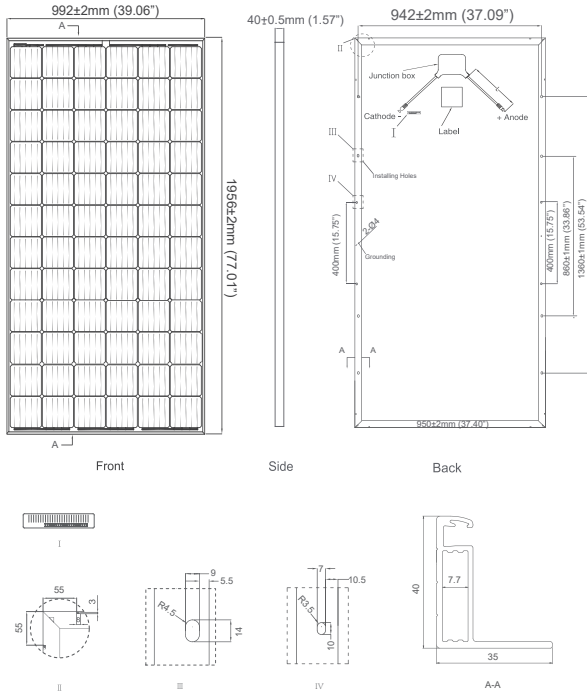 992±2mm (39.06")
A
A
1956±2mm (77.01")
Front
40±0.5mm (1.57")
Side
942±2mm (37.09")
II
Junction box
Cathode -
+ Anode
I
Label
III
Installing Holes
IV
400mm (15.75")
2-Ø4
Grounding
400mm (15.75")
860±1mm (33.86")
1360±1mm (53.54")
A A
950±2mm (37.40")
Back
I
55
3
55
II
9
5.5
R4.5
14
III
7
10.5
R3.5
10
IV
40
7.7
35
A-A